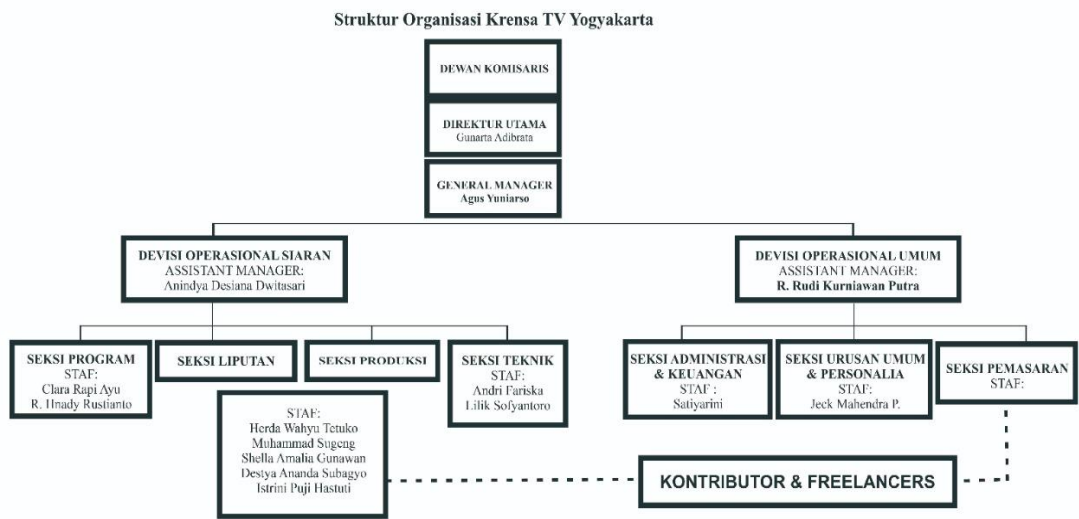 Struktur Organisasi Krensa TV Yogyakarta
DEWAN KOMISARIS
DIREKTUR UTAMA
Gunarta Adibrata
GENERAL MANAGER
Agus Yuniarso
DEVISI OPERASIONAL SIARAN
ASSISTANT MANAGER:
Anindya Desiana Dwitasari
DEVISI OPERASIONAL UMUM
ASSISTANT MANAGER:
R. Rudi Kurniawan Putra
SEKSI PROGRAM
STAF:
Clara Rapi Ayu
R. Hnady Rustianto
SEKSI LIPUTAN
SEKSI PRODUKSI
SEKSI TEKNIK
STAF:
Andri Fariska
Lilik Sofyantoro
STAF:
Herda Wahyu Tetuko
Muhammad Sugeng
Shella Amalia Gunawan
Destya Ananda Subagyo
Istrini Puji Hastuti
SEKSI ADMINISTRASI
& KEUANGAN
STAF :
Satiyarini
SEKSI URUSAN UMUM
& PERSONALIA
STAF:
Jeck Mahendra P.
SEKSI PEMASARAN
STAF:
KONTRIBUTOR & FREELANCERS